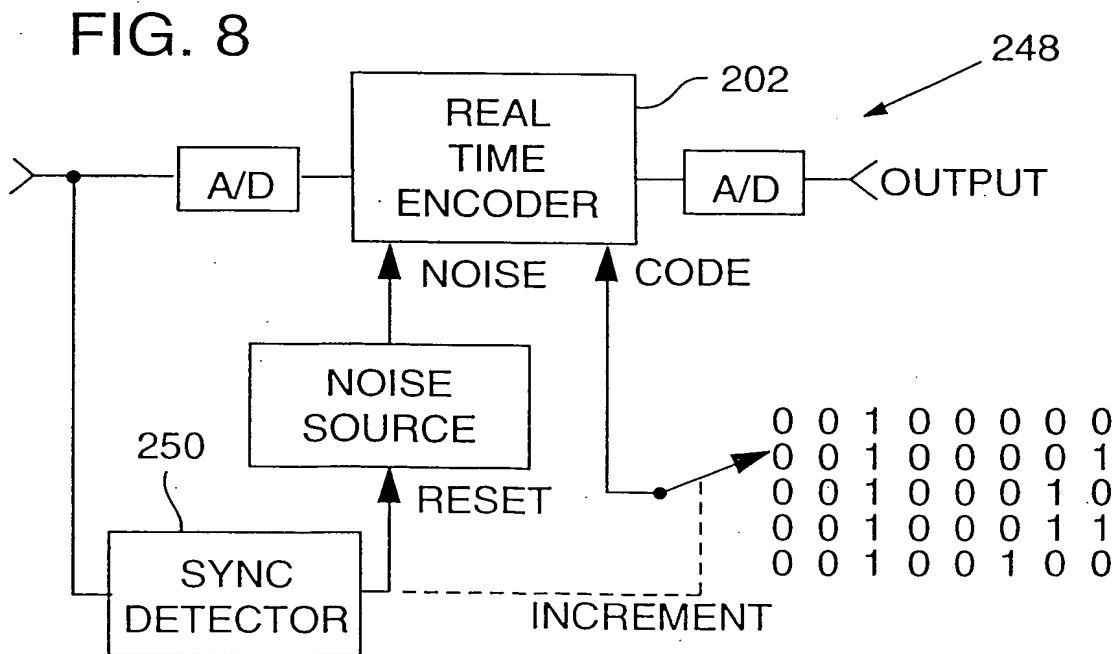 FIG. 8
248
202
REAL
TIME
ENCODER
A/D
A/D
OUTPUT
NOISE
CODE
NOISE
SOURCE
250
RESET
SYNC
DETECTOR
INCREMENT
0 0 1 0 0 0 0 0
0 0 1 0 0 0 0 1
0 0 1 0 0 0 1 0
0 0 1 0 0 0 1 1
0 0 1 0 0 1 0 0